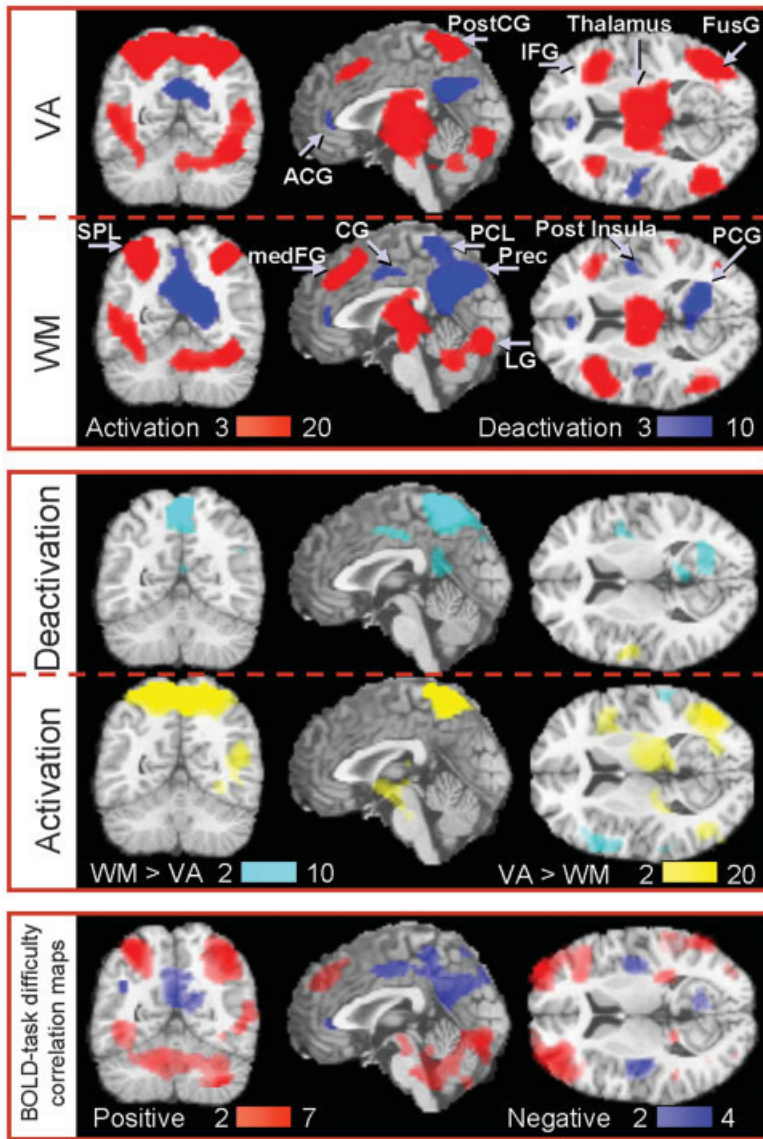 VA
PostCG
Thalamus
FusG
IFG
ACG
WM
SPL
medFG
CG
PCL
Prec
LG
Post Insula
PCG
Activation 3 20
Deactivation 3 10
Deactivation
Activation
WM > VA 2 10
VA > WM 2 20
BOLD-task difficulty
correlation maps
Positive 2 7
Negative 2 4